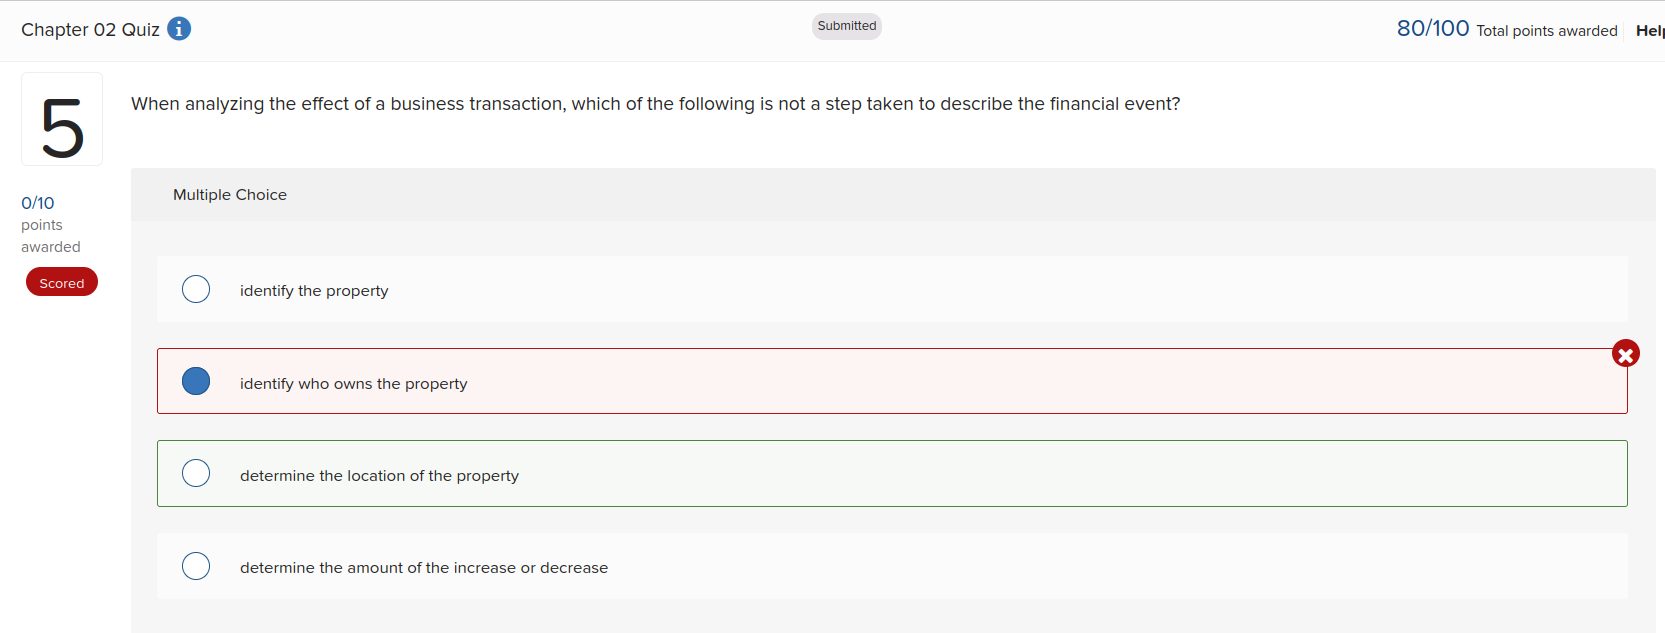 Chapter 02 Quiz i
Submitted
80/100 Total points awarded
Help
5
When analyzing the effect of a business transaction, which of the following is not a step taken to describe the financial event?
0/10
points
awarded
Scored
Multiple Choice
identify the property
identify who owns the property
determine the location of the property
determine the amount of the increase or decrease